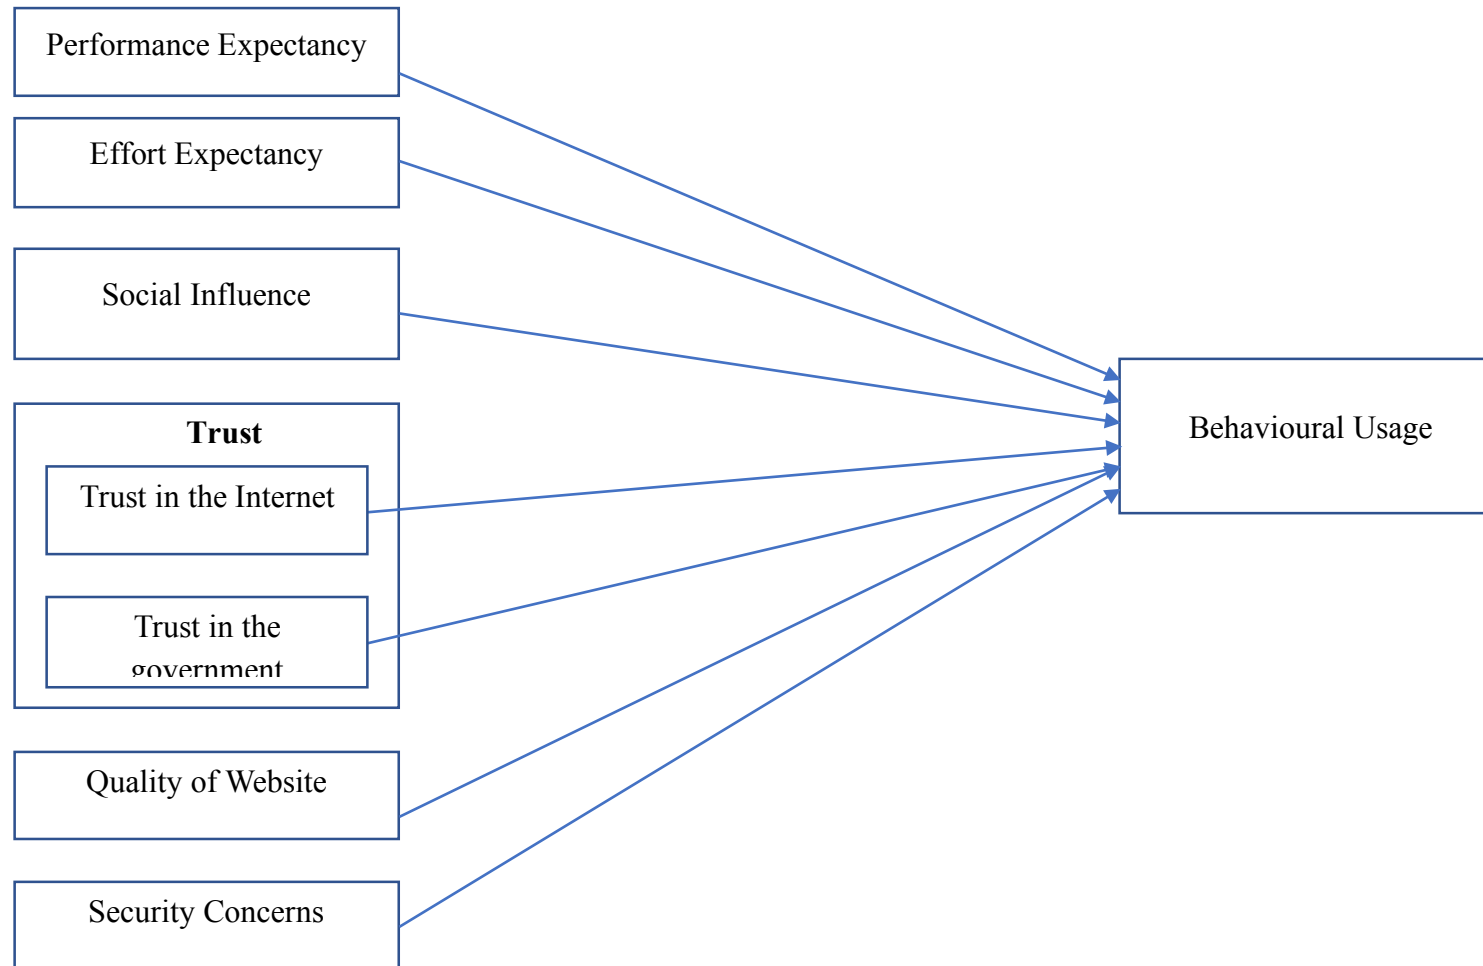 Performance Expectancy
Effort Expectancy
Social Influence
Trust
Trust in the Internet
Trust in the
government
Quality of Website
Security Concerns
Behavioural Usage